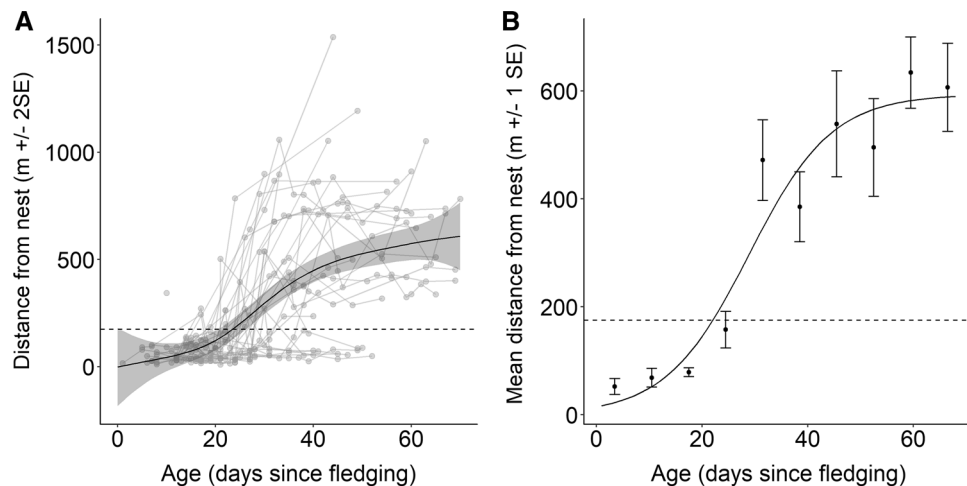 A
Distance from nest (m +/- 2SE)
1500
1000
500
0
0 20 40 60
Age (days since fledging)
B
Mean distance from nest (m +/- 1 SE)
600
400
200
0
0 20 40 60
Age (days since fledging)